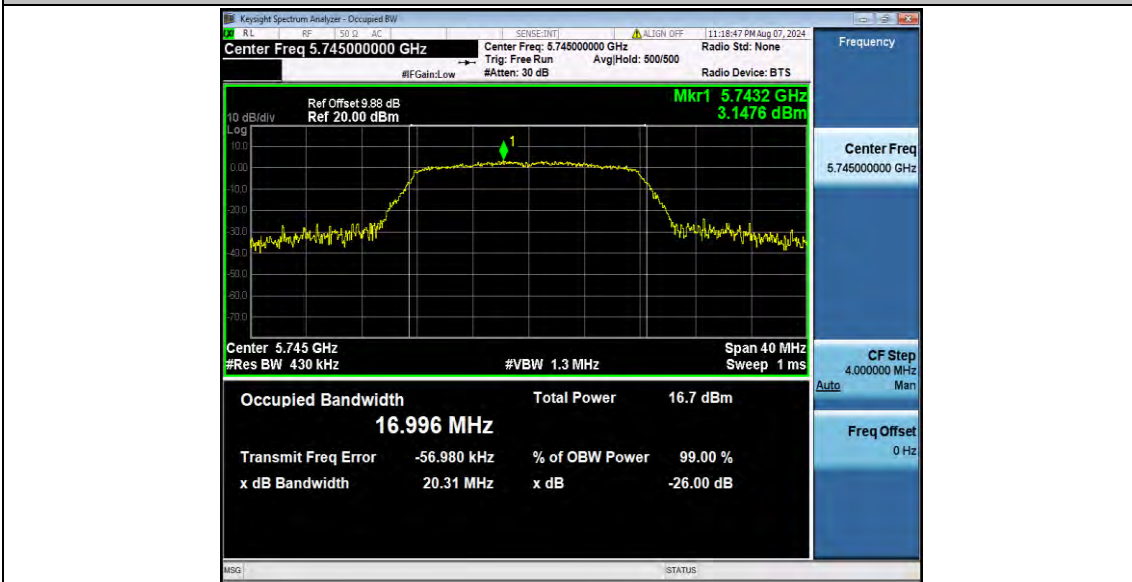 Keysight Spectrum Analyzer - Occupied BW
RL RF 50 Ω AC SENSE:INT ALIGN OFF 11:18:47 PM Aug 07, 2024
Center Freq 5.745000000 GHz
Center Freq: 5.745000000 GHz
Radio Std: None
Trig: Free Run Avg|Hold: 500/500
#IFGain:Low
#Atten: 30 dB
Radio Device: BTS
Frequency
Mkr1 5.7432 GHz
3.1476 dBm
Ref Offset 9.88 dB
10 dB/div Ref 20.00 dBm
Log
10.0
0.00
-10.0
-20.0
-30.0
-40.0
-50.0
-60.0
-70.0
1
Center 5.745 GHz Span 40 MHz
#Res BW 430 kHz #VBW 1.3 MHz Sweep 1 ms
Center Freq
5.745000000 GHz
CF Step
4.000000 MHz
Auto Man
Freq Offset
0 Hz
Occupied Bandwidth Total Power 16.7 dBm
16.996 MHz
Transmit Freq Error -56.980 kHz % of OBW Power 99.00 %
x dB Bandwidth 20.31 MHz x dB -26.00 dB
MSG STATUS